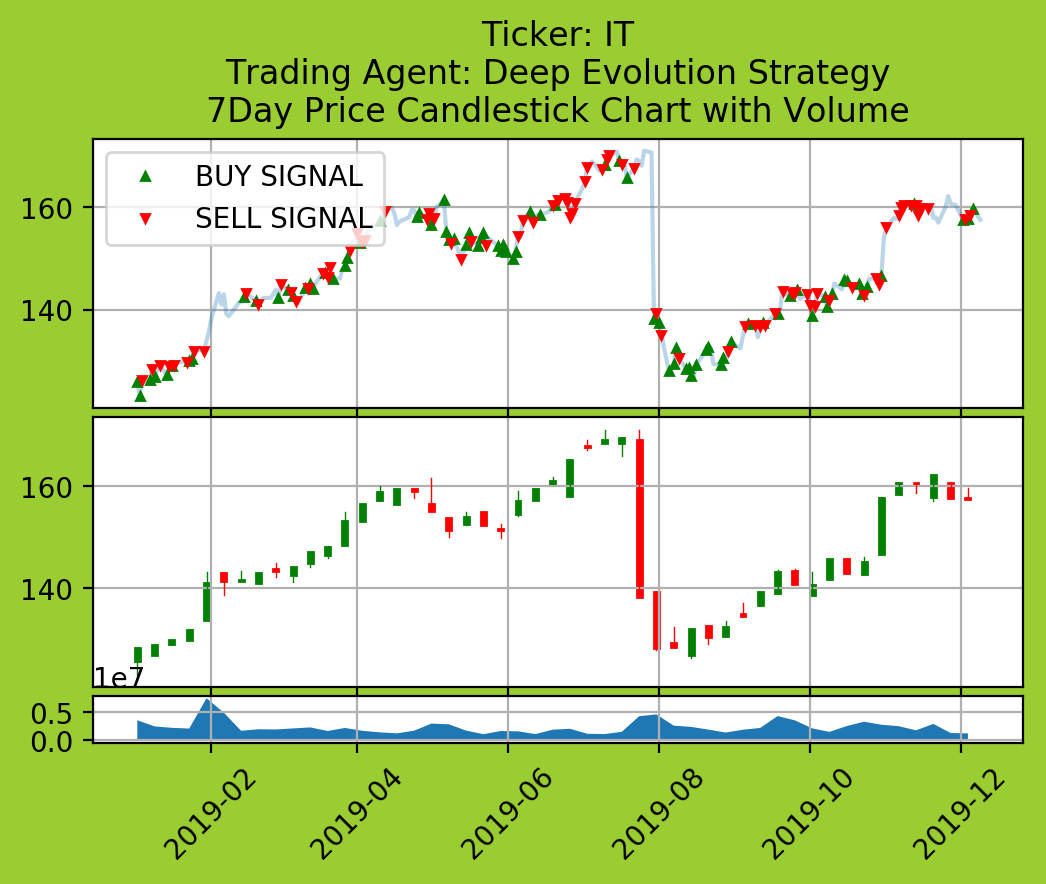 Ticker: IT
Trading Agent: Deep Evolution Strategy
7Day Price Candlestick Chart with Volume
BUY SIGNAL
SELL SIGNAL
160
140
160
140
1e7
0.5
0.0
2019-02
2019-04
2019-06
2019-08
2019-10
2019-12